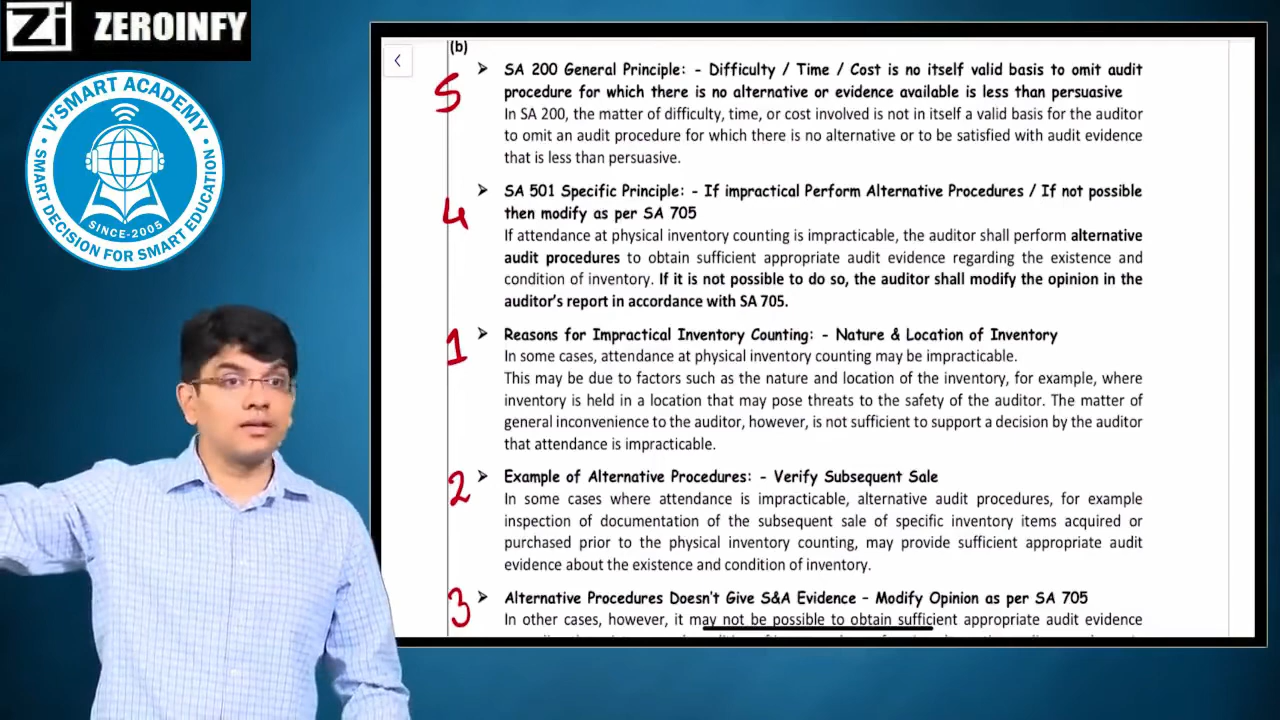 Zi ZEROINFY
V'SMART ACADEMY
SMART DECISION FOR SMART EDUCATION
SINCE-2005
(b)
5
➤ SA 200 General Principle: - Difficulty / Time / Cost is no itself valid basis to omit audit
procedure for which there is no alternative or evidence available is less than persuasive
In SA 200, the matter of difficulty, time, or cost involved is not in itself a valid basis for the auditor
to omit an audit procedure for which there is no alternative or to be satisfied with audit evidence
that is less than persuasive.
4
➤ SA 501 Specific Principle: - If impractical Perform Alternative Procedures / If not possible
then modify as per SA 705
If attendance at physical inventory counting is impracticable, the auditor shall perform alternative
audit procedures to obtain sufficient appropriate audit evidence regarding the existence and
condition of inventory. If it is not possible to do so, the auditor shall modify the opinion in the
auditor's report in accordance with SA 705.
1
➤ Reasons for Impractical Inventory Counting: - Nature & Location of Inventory
In some cases, attendance at physical inventory counting may be impracticable.
This may be due to factors such as the nature and location of the inventory, for example, where
inventory is held in a location that may pose threats to the safety of the auditor. The matter of
general inconvenience to the auditor, however, is not sufficient to support a decision by the auditor
that attendance is impracticable.
2
➤ Example of Alternative Procedures: - Verify Subsequent Sale
In some cases where attendance is impracticable, alternative audit procedures, for example
inspection of documentation of the subsequent sale of specific inventory items acquired or
purchased prior to the physical inventory counting, may provide sufficient appropriate audit
evidence about the existence and condition of inventory.
3
➤ Alternative Procedures Doesn't Give S&A Evidence – Modify Opinion as per SA 705
In other cases, however, it may not be possible to obtain sufficient appropriate audit evidence